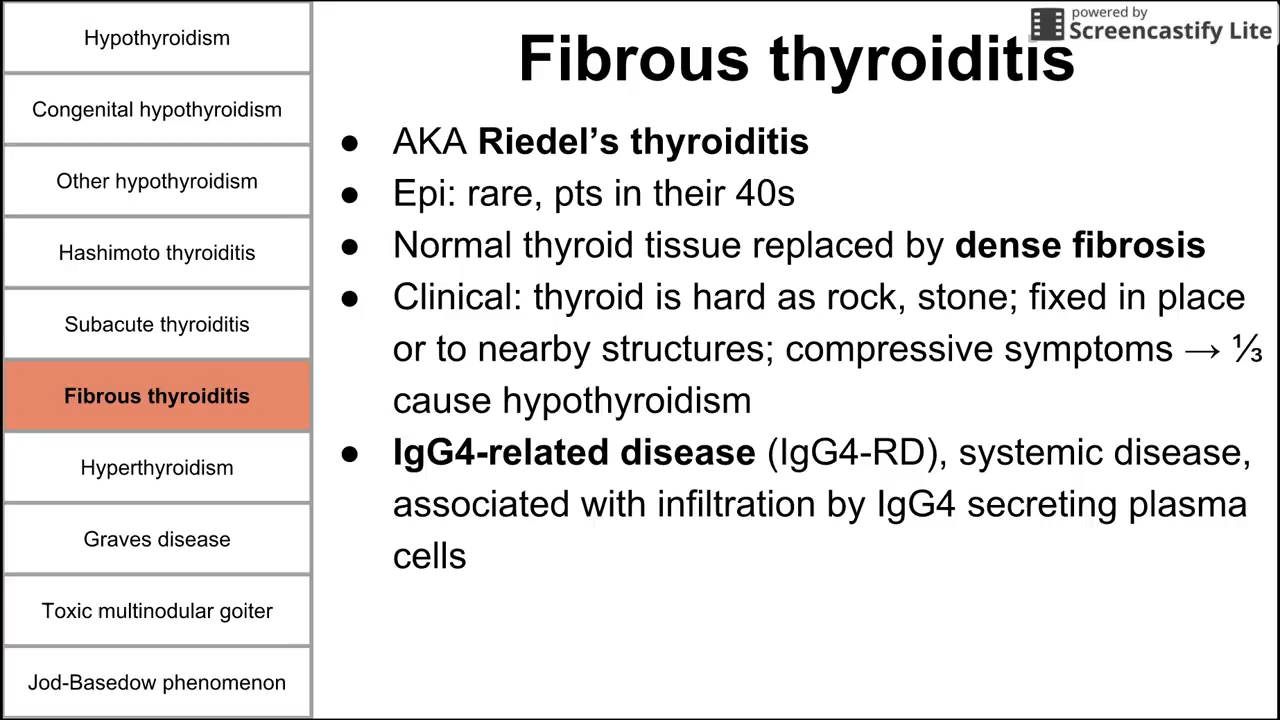 Hypothyroidism
Congenital hypothyroidism
Other hypothyroidism
Hashimoto thyroiditis
Subacute thyroiditis
Fibrous thyroiditis
Hyperthyroidism
Graves disease
Toxic multinodular goiter
Jod-Basedow phenomenon
powered by
Screencastify Lite
Fibrous thyroiditis
● AKA Riedel’s thyroiditis
● Epi: rare, pts in their 40s
● Normal thyroid tissue replaced by dense fibrosis
● Clinical: thyroid is hard as rock, stone; fixed in place
or to nearby structures; compressive symptoms → ⅓
cause hypothyroidism
● IgG4-related disease (IgG4-RD), systemic disease,
associated with infiltration by IgG4 secreting plasma
cells